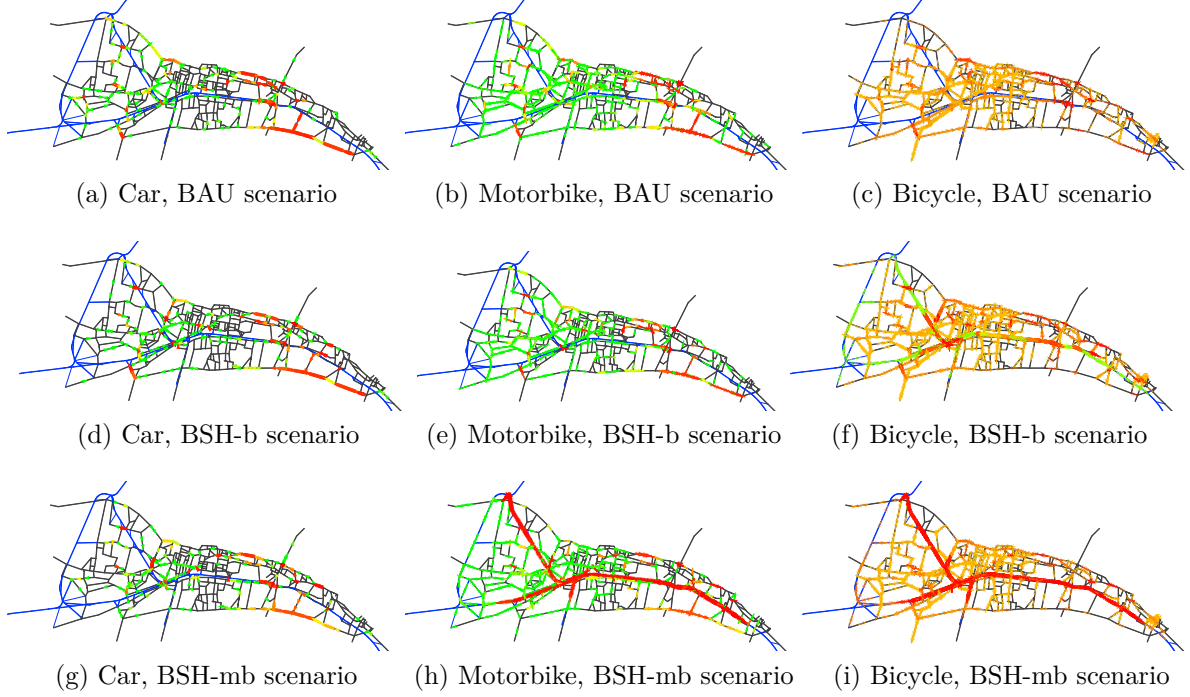 (a) Car, BAU scenario
(b) Motorbike, BAU scenario
(c) Bicycle, BAU scenario
(d) Car, BSH-b scenario
(e) Motorbike, BSH-b scenario
(f) Bicycle, BSH-b scenario
(g) Car, BSH-mb scenario
(h) Motorbike, BSH-mb scenario
(i) Bicycle, BSH-mb scenario